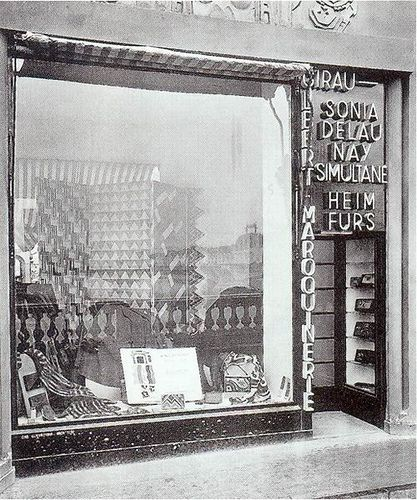 GIRAU
SONIA
DELAU
NAY
SIMULTANE
HEIM
FURS
MAROQUINERIE